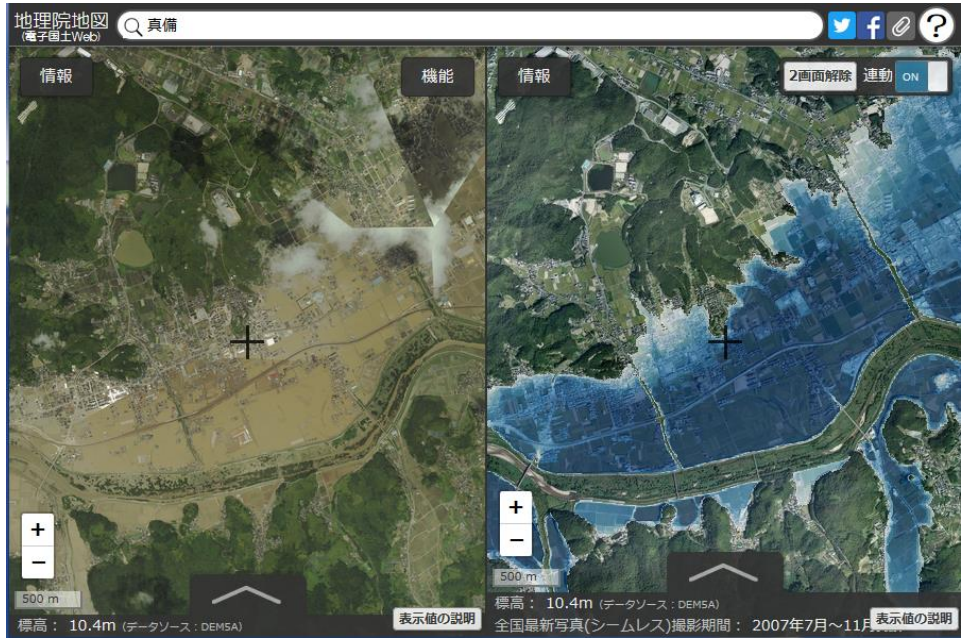 地理院地図
(電子国土Web)
真備
?
情報
機能
情報
2画面解除
連動
ON
+
−
500 m
標高： 10.4m (データソース：DEM5A)
表示値の説明
+
−
500 m
標高： 10.4m (データソース：DEM5A)
全国最新写真(シームレス)撮影期間： 2007年7月～11月
表示値の説明